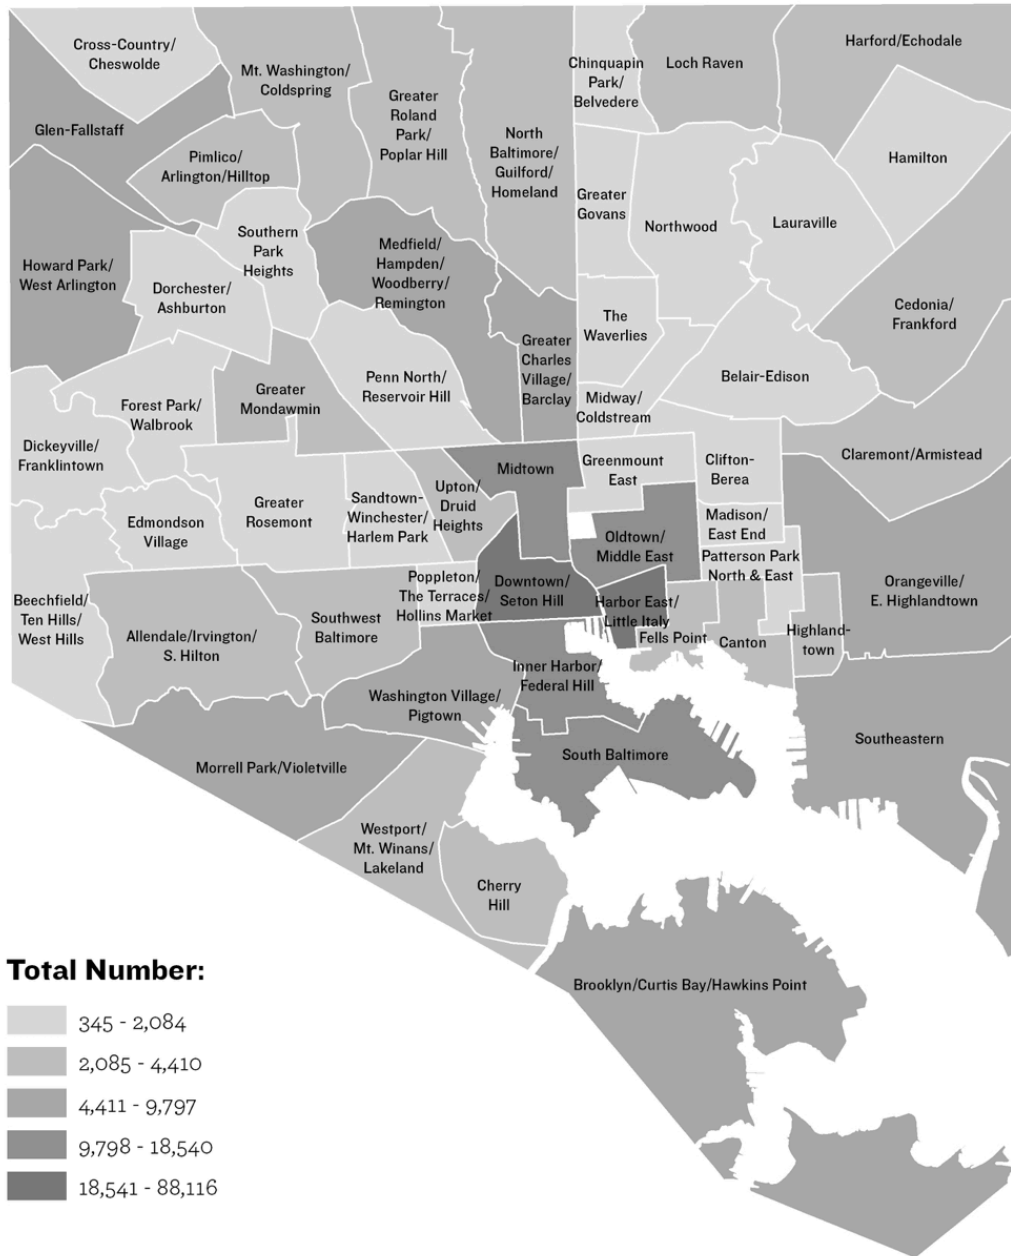 Cross-Country/
Cheswolde
Mt. Washington/
Coldspring
Greater
Roland
Park/
Poplar Hill
North
Baltimore/
Guilford/
Homeland
Chinquapin
Park/
Belvedere
Loch Raven
Harford/Echodale
Glen-Fallstaff
Pimlico/
Arlington/Hilltop
Hamilton
Greater
Govans
Northwood
Lauraville
Southern
Park
Heights
Medfield/
Hampden/
Woodberry/
Remington
Howard Park/
West Arlington
Dorchester/
Ashburton
Cedonia/
Frankford
The
Waverlies
Greater
Charles
Village/
Barclay
Penn North/
Reservoir Hill
Belair-Edison
Greater
Mondawmin
Forest Park/
Walbrook
Midway/
Coldstream
Dickeyville/
Franklintown
Midtown
Greenmount
East
Clifton-
Berea
Claremont/Armistead
Upton/
Druid
Heights
Sandtown-
Winchester/
Harlem Park
Greater
Rosemont
Edmondson
Village
Madison/
East End
Oldtown/
Middle East
Patterson Park
North & East
Orangeville/
E. Highlandtown
Poppleton/
The Terraces/
Hollins Market
Downtown/
Seton Hill
Harbor East/
Little Italy
Beechfield/
Ten Hills/
West Hills
Allendale/Irvington/
S. Hilton
Southwest
Baltimore
Fells Point
Canton
Highland-
town
Inner Harbor/
Federal Hill
Washington Village/
Pigtown
South Baltimore
Southeastern
Morrell Park/Violetville
Westport/
Mt. Winans/
Lakeland
Cherry
Hill
Brooklyn/Curtis Bay/Hawkins Point
Total Number:
345 - 2,084
2,085 - 4,410
4,411 - 9,797
9,798 - 18,540
18,541 - 88,116